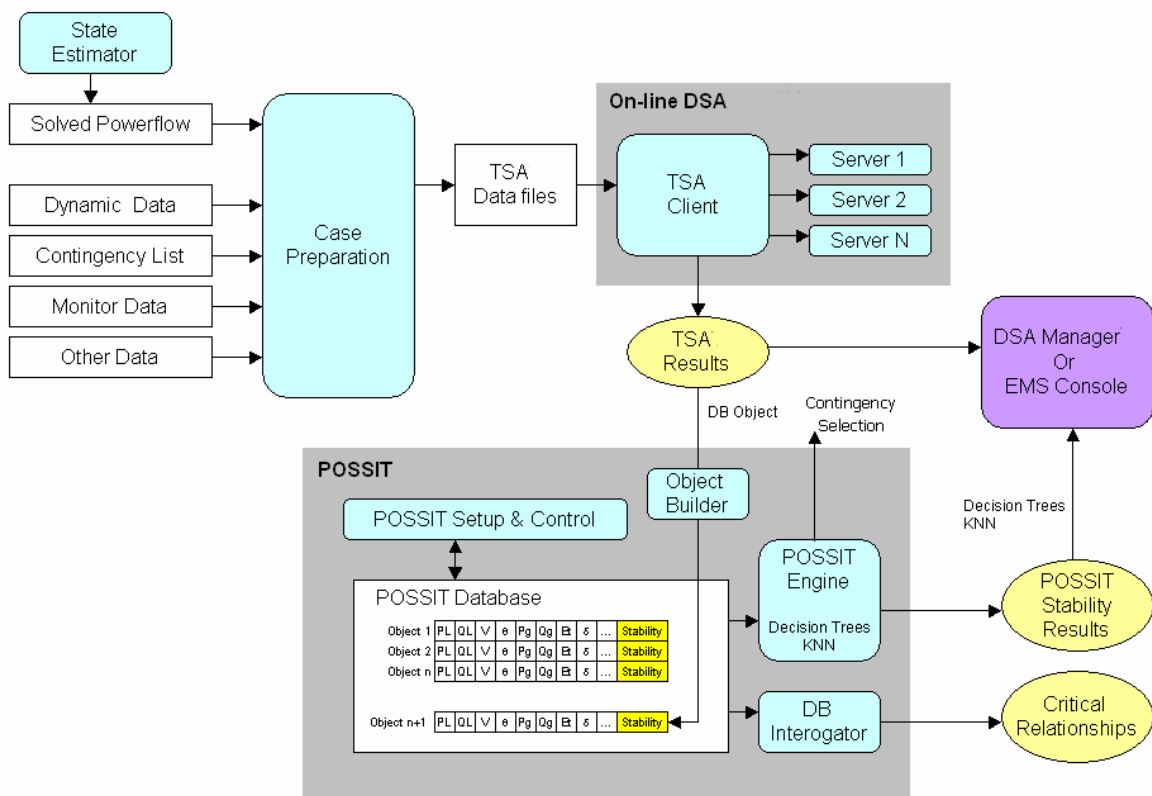 State
Estimator
Solved Powerflow
Dynamic Data
Contingency List
Monitor Data
Other Data
Case
Preparation
TSA
Data files
On-line DSA
TSA
Client
Server 1
Server 2
Server N
TSA
Results
DSA Manager
Or
EMS Console
DB Object
Contingency
Selection
POSSIT
Object
Builder
POSSIT Setup & Control
POSSIT Database
Object 1 PL QL V θ Pg Qg Et δ ... Stability
Object 2 PL QL V θ Pg Qg Et δ ... Stability
Object n PL QL V θ Pg Qg Et δ ... Stability
Object n+1 PL QL V θ Pg Qg Et δ ... Stability
POSSIT
Engine
Decision Trees
KNN
DB
Interogator
Decision Trees
KNN
POSSIT
Stability
Results
Critical
Relationships